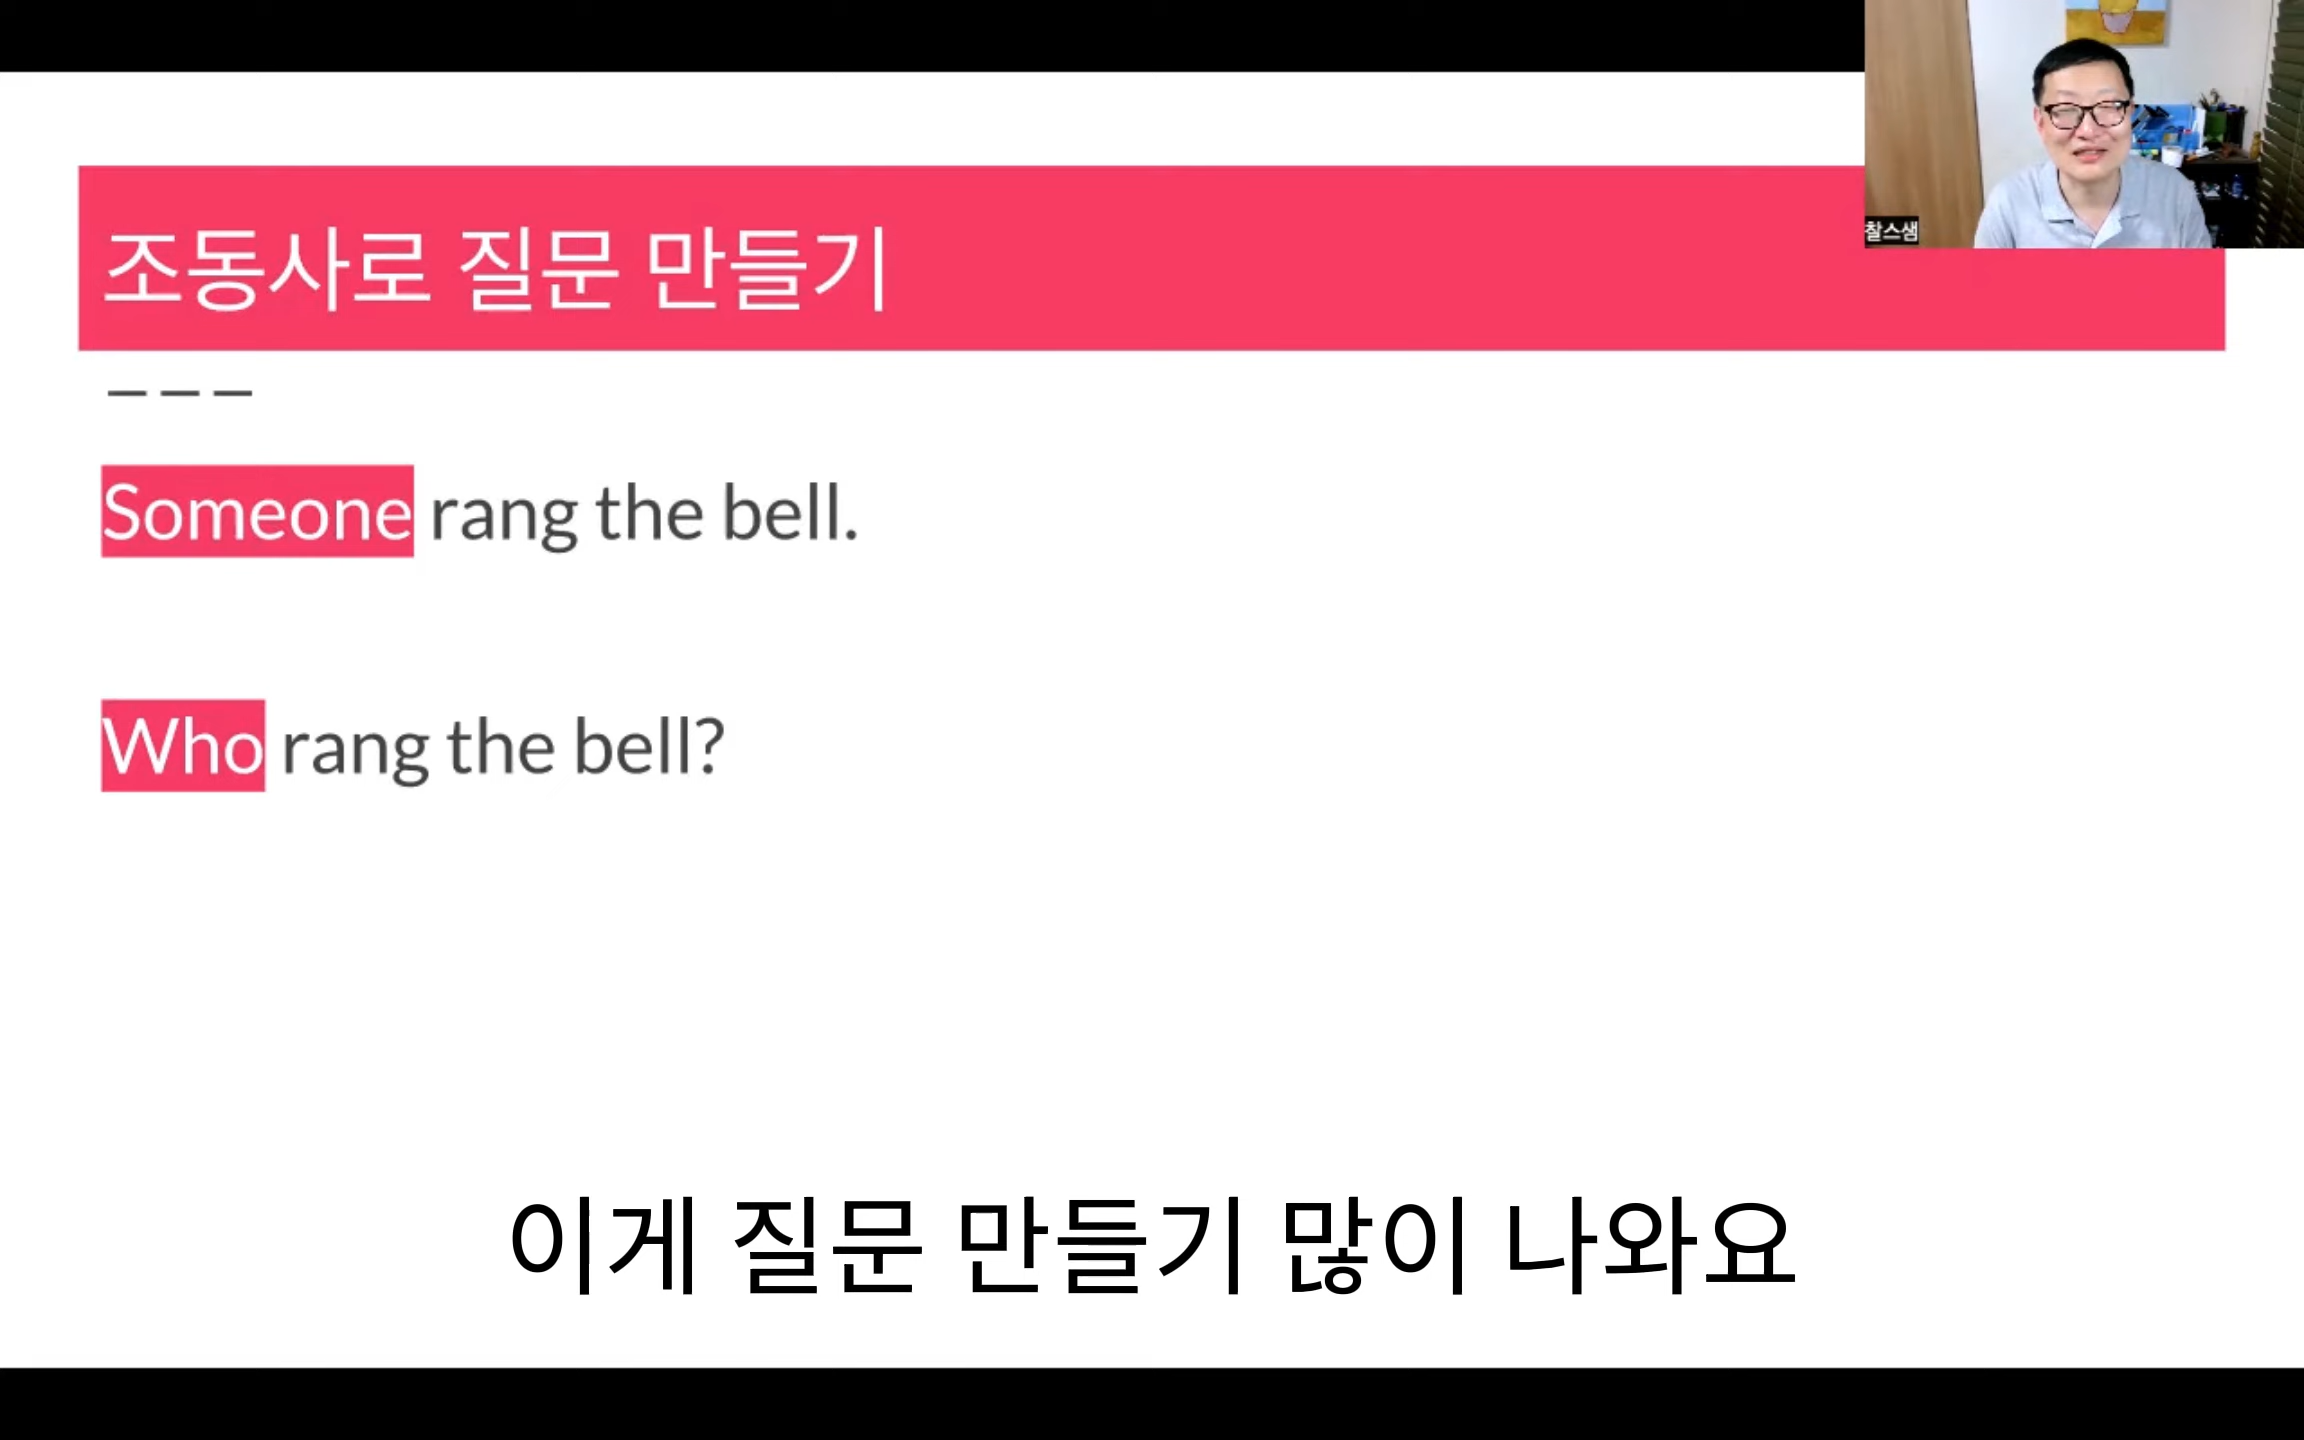 조동사로 질문 만들기
Someone rang the bell.
Who rang the bell?
이게 질문 만들기 많이 나와요
찰스샘